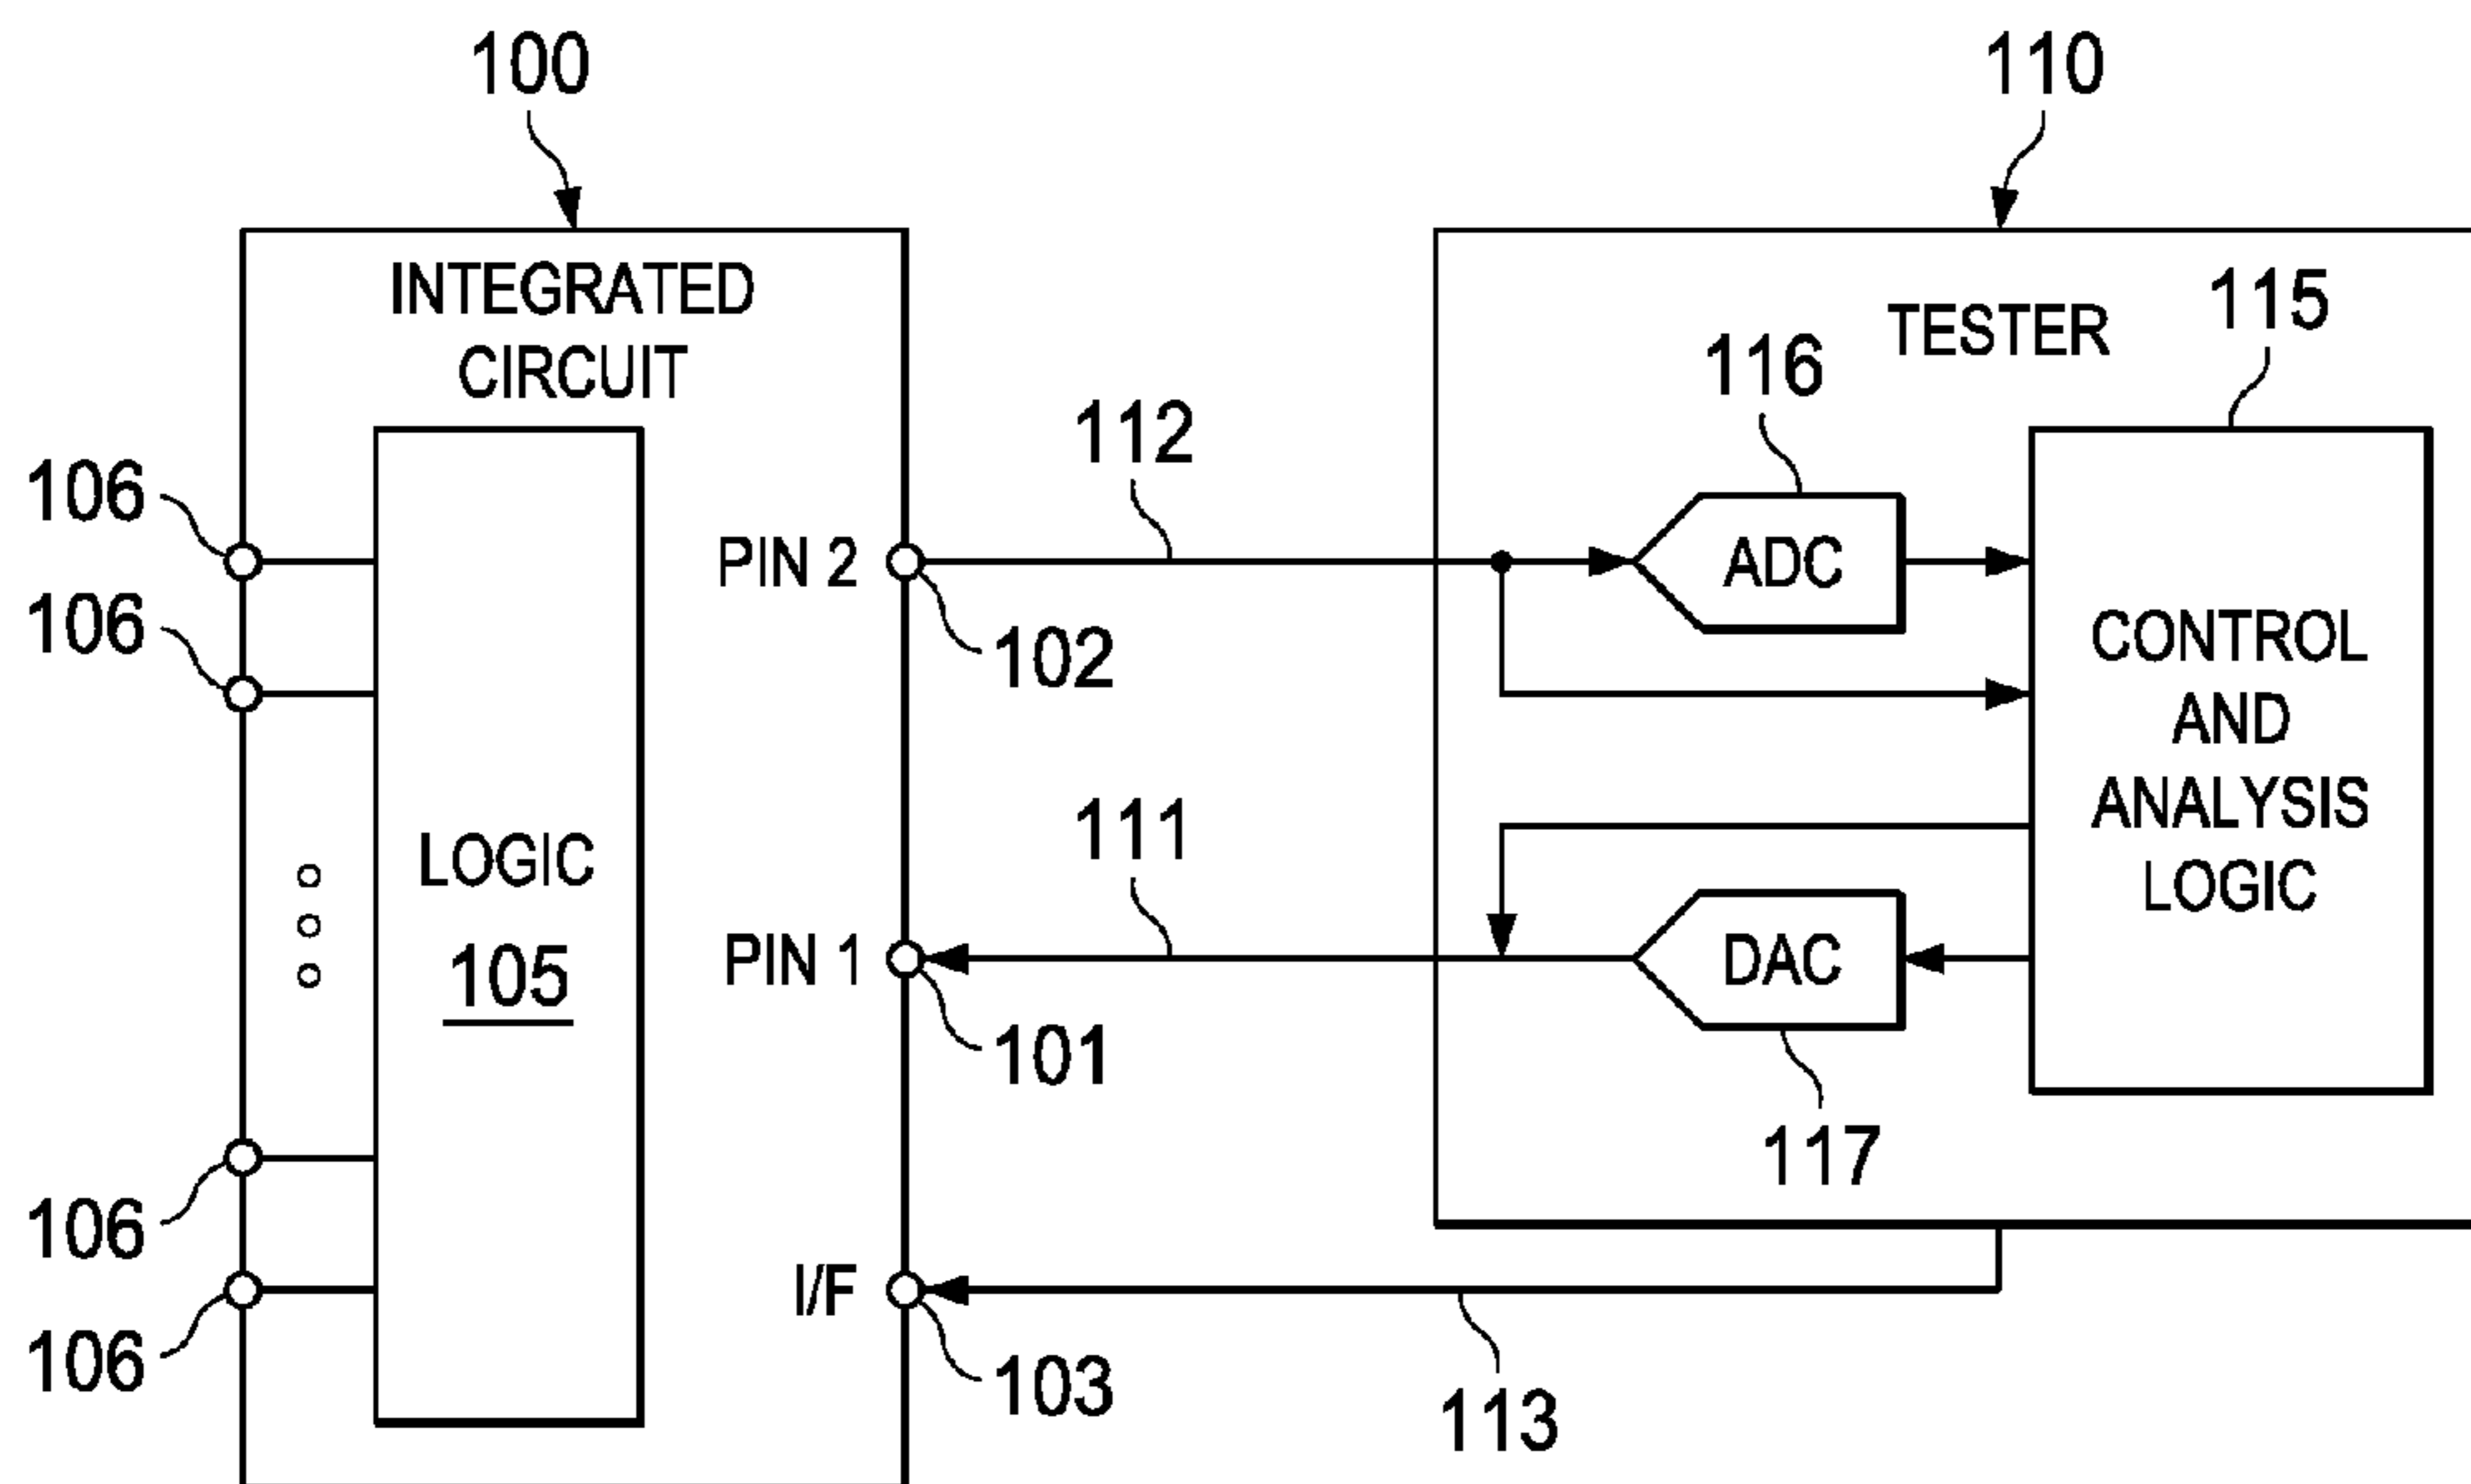 100
110
INTEGRATED
CIRCUIT
TESTER
115
116
112
106
PIN 2
ADC
106
102
CONTROL
AND
ANALYSIS
LOGIC
111
LOGIC
105
PIN 1
DAC
101
117
106
I/F
106
103
113